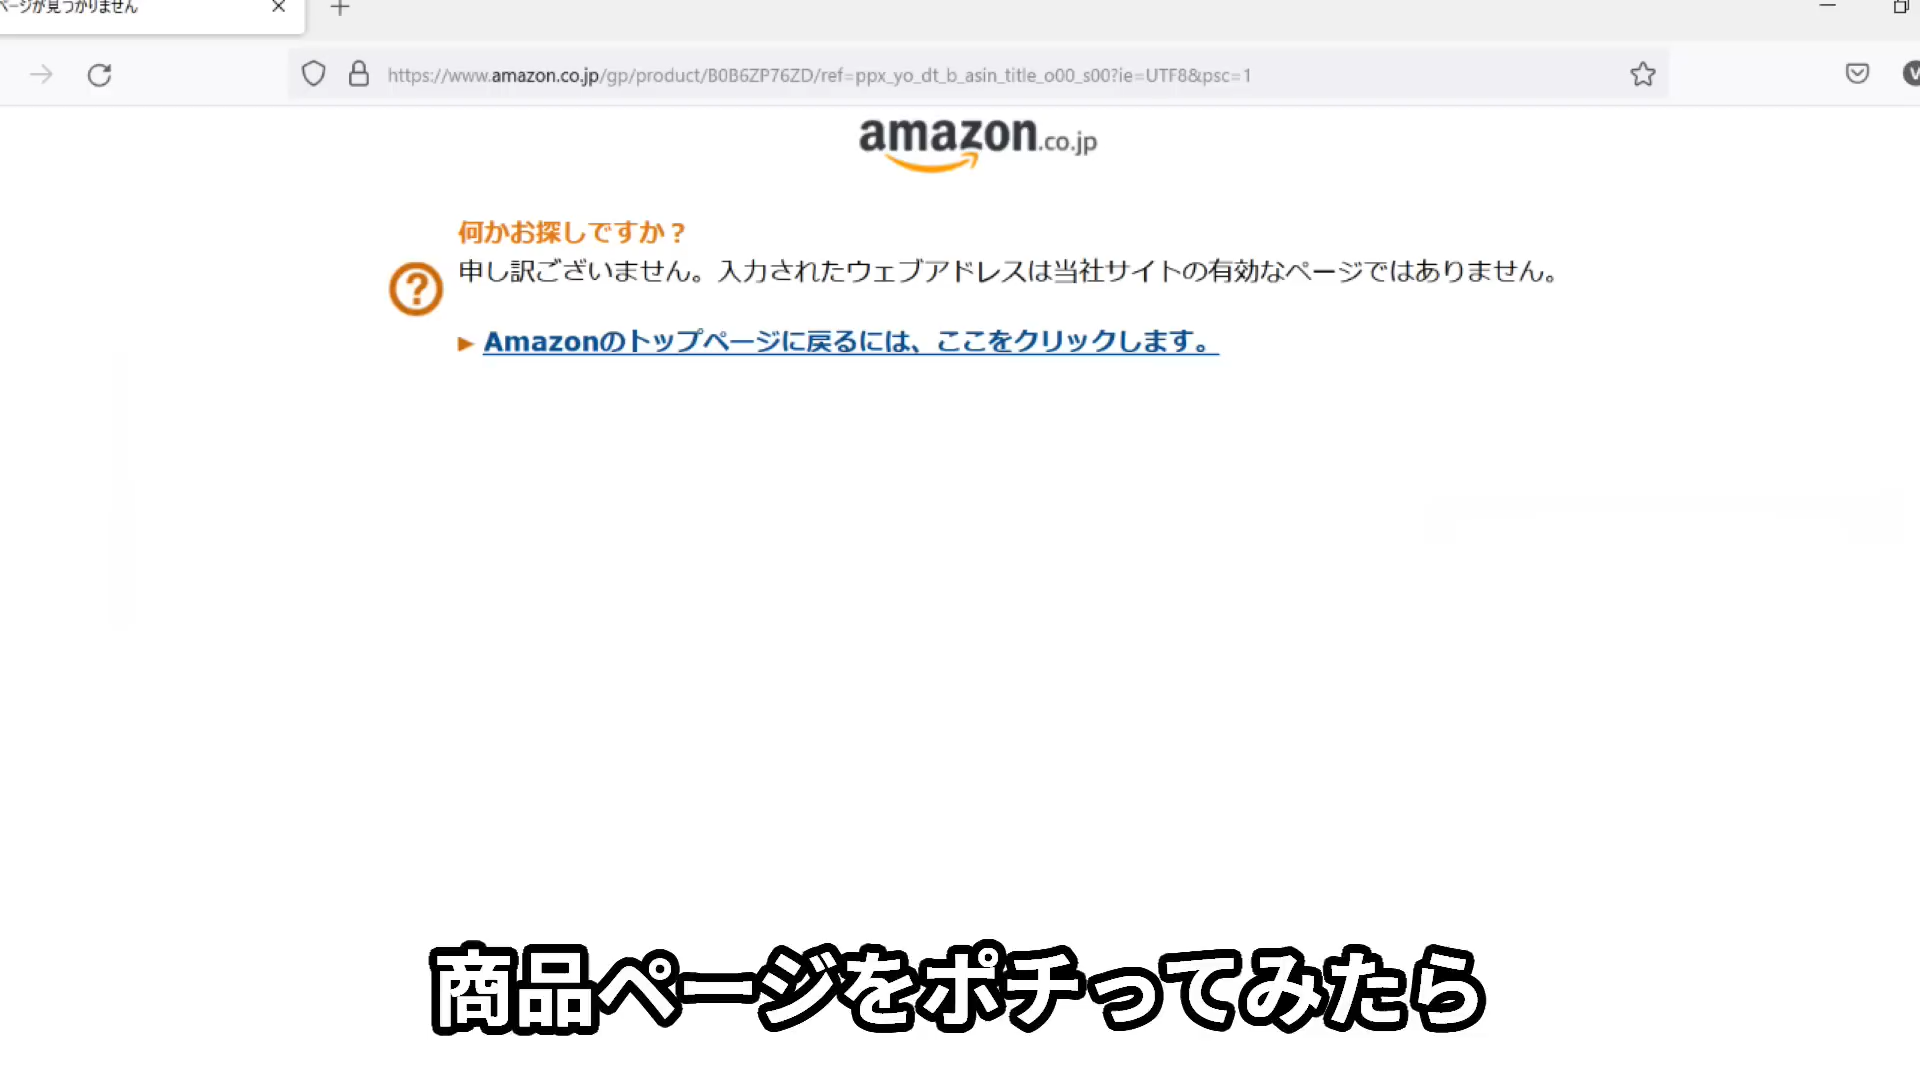 ページが見つかりません
https://www.amazon.co.jp/gp/product/B0B6ZP76ZD/ref=ppx_yo_dt_b_asin_title_o00_s00?ie=UTF8&psc=1
amazon.co.jp
何かお探しですか？
申し訳ございません。入力されたウェブアドレスは当社サイトの有効なページではありません。
► Amazonのトップページに戻るには、ここをクリックします。
商品ページをポチってみたら